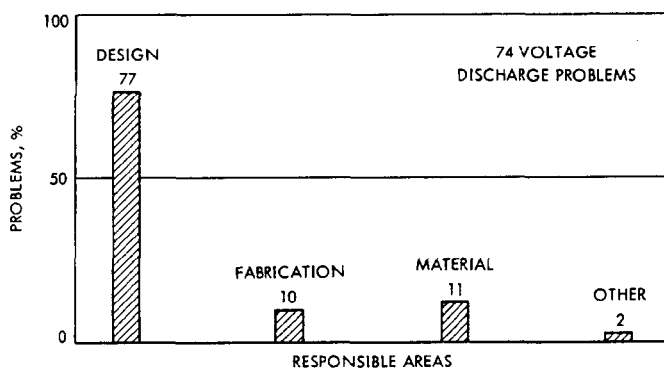 100
74 VOLTAGE
DISCHARGE PROBLEMS
DESIGN
77
PROBLEMS, %
50
FABRICATION
10
MATERIAL
11
OTHER
2
0
RESPONSIBLE AREAS